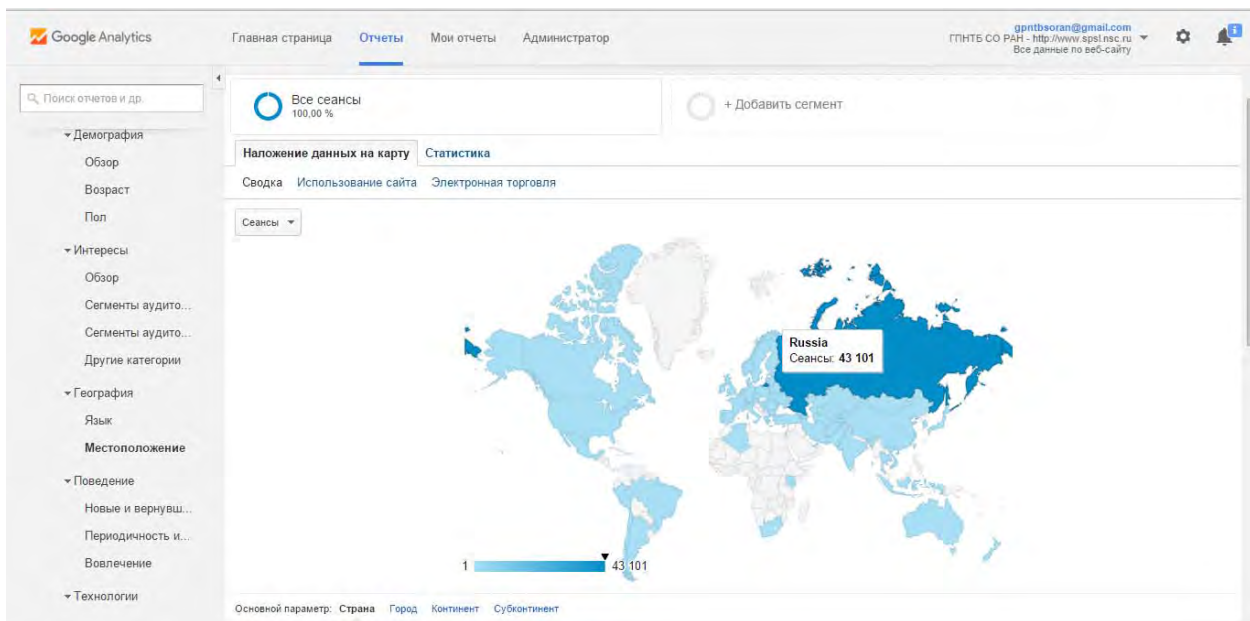 Google Analytics
Главная страница Отчеты Мои отчеты Администратор
gpntbsoran@gmail.com
ГПНТБ СО РАН - http://www.spsl.nsc.ru
Все данные по веб-сайту
Поиск отчетов и др.
Демография
Обзор
Возраст
Пол
Интересы
Обзор
Сегменты аудито...
Сегменты аудито...
Другие категории
География
Язык
Местоположение
Поведение
Новые и вернувш...
Периодичность и...
Вовлечение
Технологии
Все сеансы
100,00 %
+ Добавить сегмент
Наложение данных на карту Статистика
Сводка Использование сайта Электронная торговля
Сеансы
Russia
Сеансы: 43 101
1 43 101
Основной параметр: Страна Город Континент Субконтинент